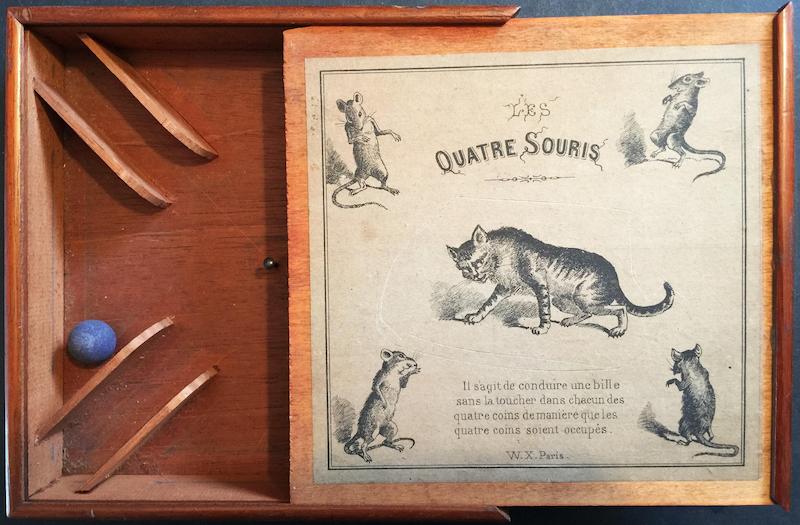 LES
QUATRE SOURIS
Il s'agit de conduire une bille
sans la toucher dans chacun des
quatre coins de manière que les
quatre coins soient occupés.
W. X. Paris.